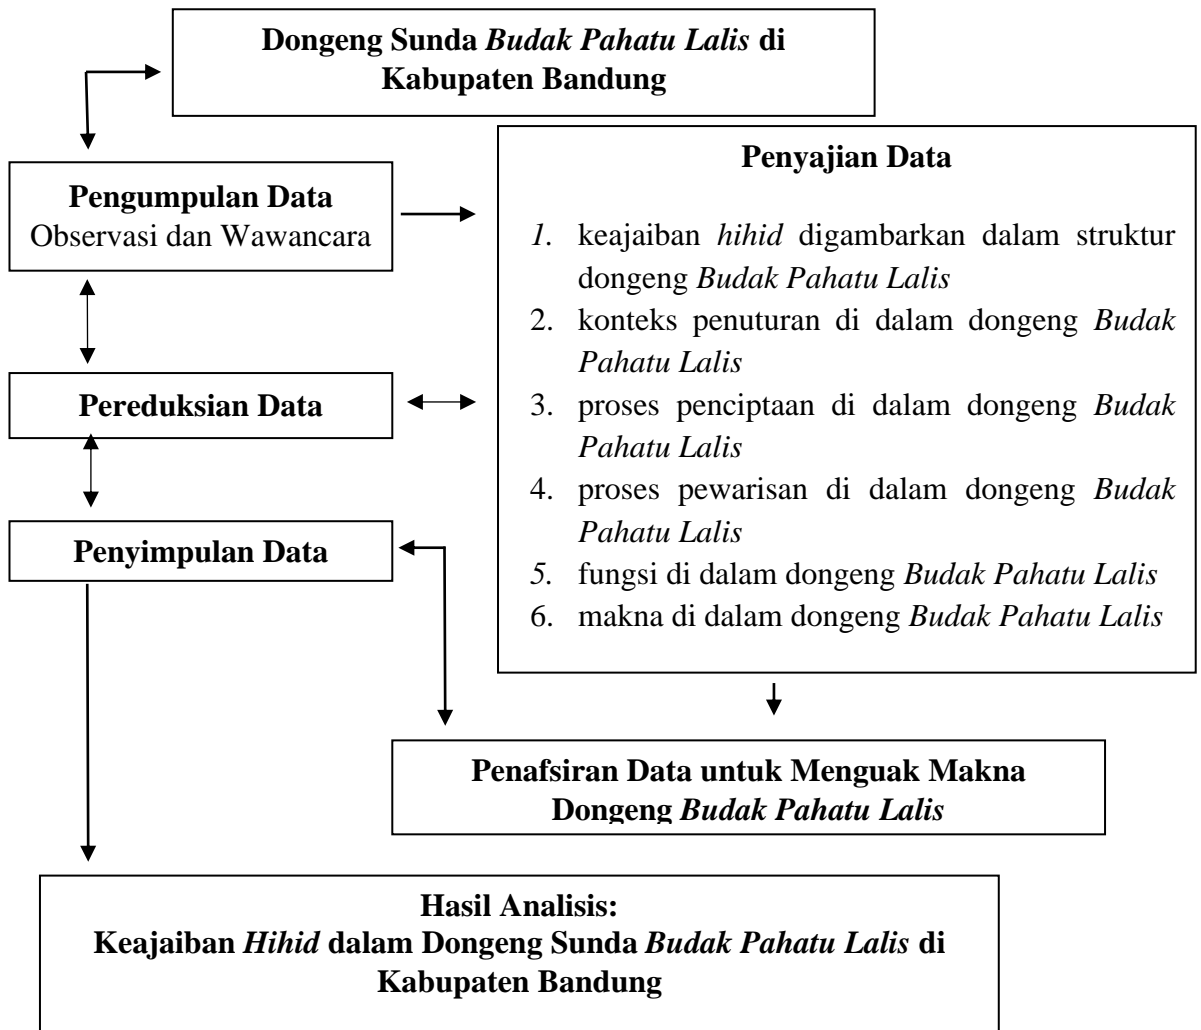 Dongeng Sunda Budak Pahatu Lalis di
Kabupaten Bandung
Pengumpulan Data
Observasi dan Wawancara
Penyajian Data
1. keajaiban hihid digambarkan dalam struktur
dongeng Budak Pahatu Lalis
2. konteks penuturan di dalam dongeng Budak
Pahatu Lalis
3. proses penciptaan di dalam dongeng Budak
Pahatu Lalis
4. proses pewarisan di dalam dongeng Budak
Pahatu Lalis
5. fungsi di dalam dongeng Budak Pahatu Lalis
6. makna di dalam dongeng Budak Pahatu Lalis
Pereduksian Data
Penyimpulan Data
Penafsiran Data untuk Menguak Makna
Dongeng Budak Pahatu Lalis
Hasil Analisis:
Keajaiban Hihid dalam Dongeng Sunda Budak Pahatu Lalis di
Kabupaten Bandung